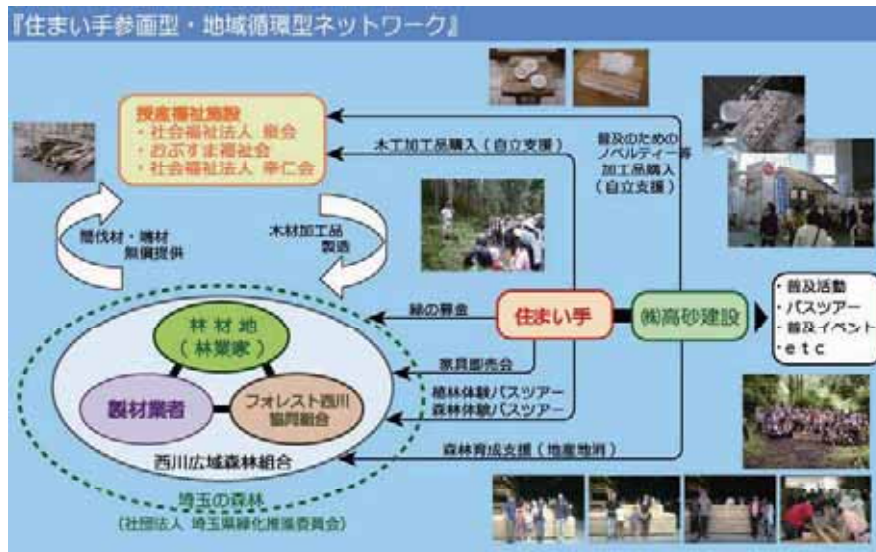 『住まい手参画型・地域循環型ネットワーク』
授産福祉施設
・社会福祉法人
・おぶすま福祉会
・社会福祉法人 幸仁会
木工加工品購入(自立支援)
普及のための
ノベルティー等
加工品購入
(自立支援)
間伐材・端材
無償提供
木材加工品
製造
緑の募金
住まい手
㈱高砂建設
・普及活動
・バスツアー
・普及イベント
・etc
林材地
(林業家)
製材業者
フォレスト西川
協同組合
家具即売会
植林体験バスツアー
森林体験バスツアー
西川広域森林組合
森林育成支援(地産地消)
埼玉の森林
(社団法人 埼玉県緑化推進委員会)